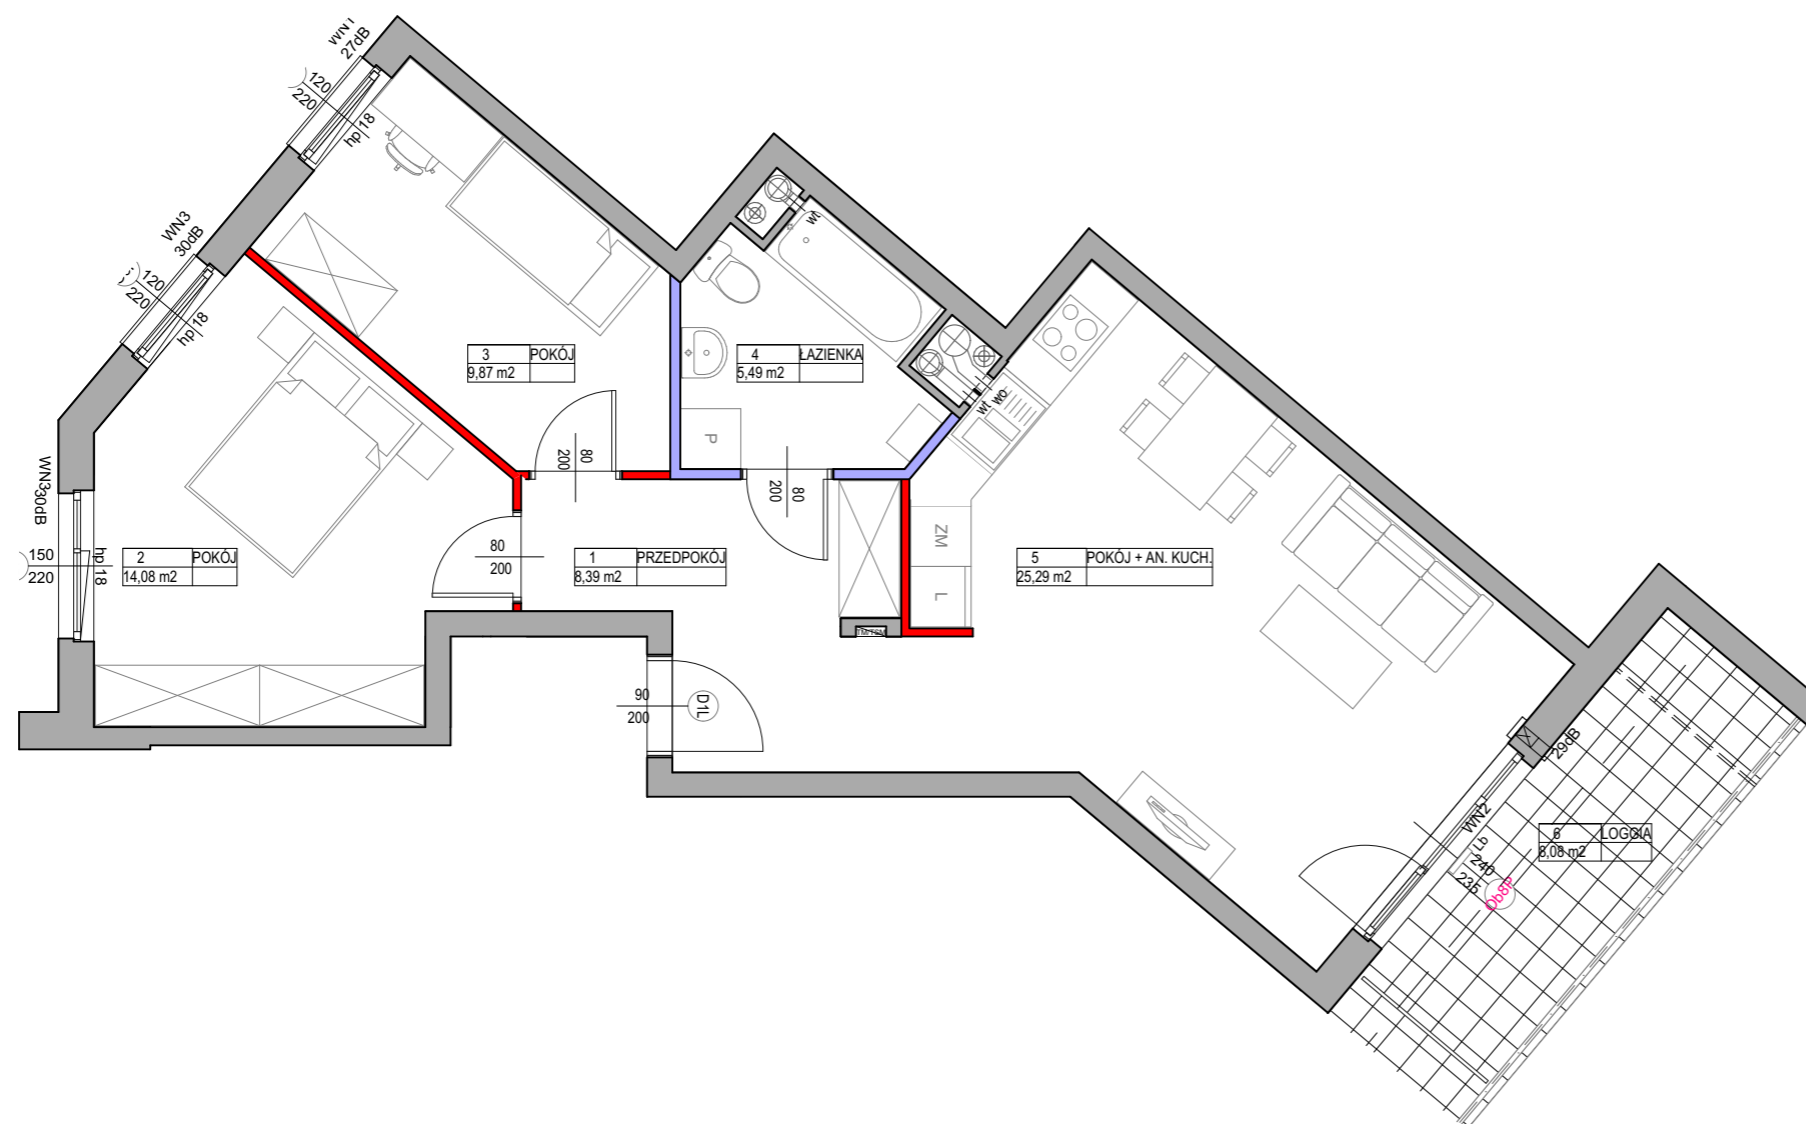 WN1
27dB
120
220
hp 18
WN3
30dB
120
220
hp 18
WN3
30dB
150
220
hp 18
2 POKÓJ
14,08 m2
3 POKÓJ
9,87 m2
80
200
80
200
1 PRZEDPOKÓJ
8,39 m2
4 ŁAZIENKA
5,49 m2
wt
P
80
200
wt
wo
ZM
L
5 POKÓJ + AN. KUCH.
25,29 m2
90
200
D1L
29dB
WN2
Lb
240
235
Ob8P
6 LOGGIA
8,08 m2